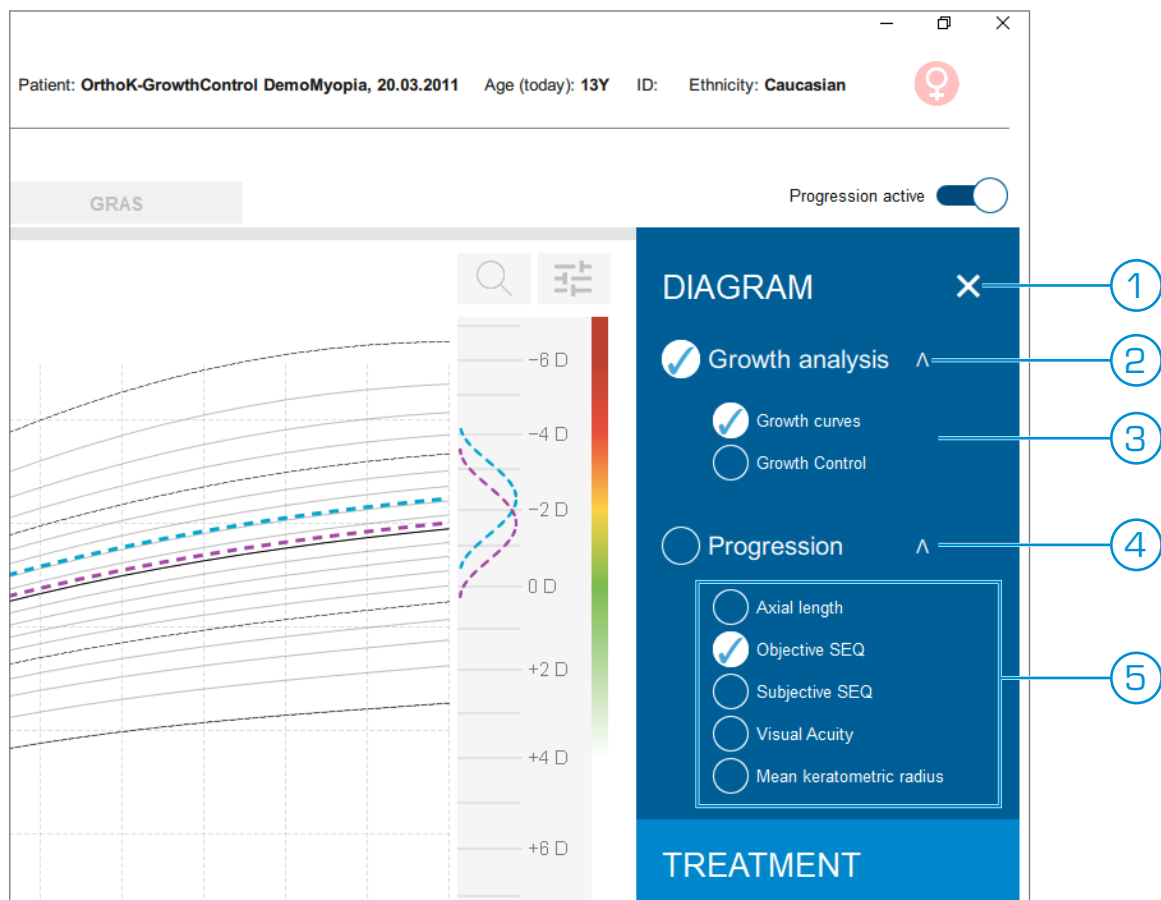 Patient: OrthoK-GrowthControl DemoMyopia, 20.03.2011 Age (today): 13Y ID: Ethnicity: Caucasian
GRAS
Progression active
DIAGRAM
1
Growth analysis
2
Growth curves
3
Growth Control
Progression
4
Axial length
Objective SEQ
Subjective SEQ
5
Visual Acuity
Mean keratometric radius
TREATMENT
-6 D
-4 D
-2 D
0 D
+2 D
+4 D
+6 D